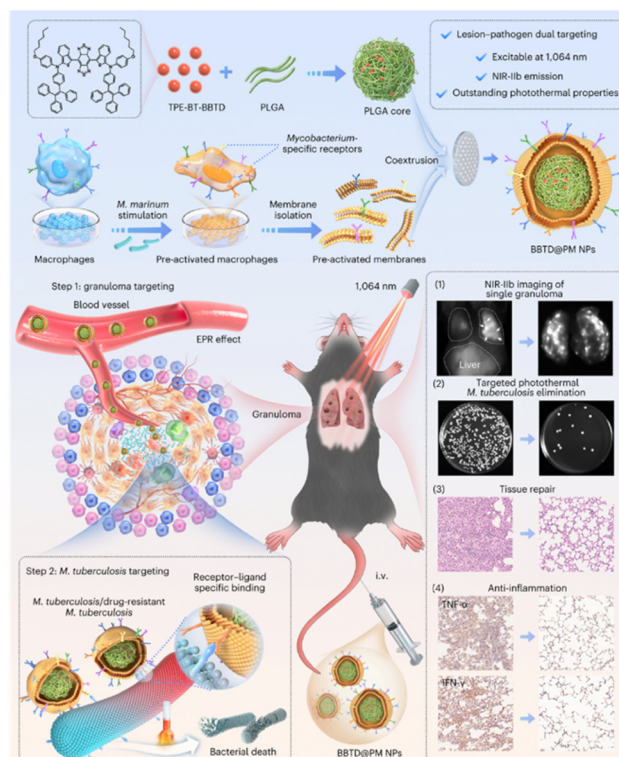 TPE-BT-BBTD
PLGA
PLGA core
Lesion–pathogen dual targeting
Excitable at 1,064 nm
NIR-IIb emission
Outstanding photothermal properties
Mycobacterium-
specific receptors
Coextrusion
M. marinum
stimulation
Membrane
isolation
Macrophages
Pre-activated macrophages
Pre-activated membranes
BBTD@PM NPs
Step 1: granuloma targeting
Blood vessel
EPR effect
1,064 nm
Granuloma
(1)
NIR-IIb imaging of
single granuloma
Liver
(2)
Targeted photothermal
M. tuberculosis elimination
(3)
Tissue repair
(4)
Anti-inflammation
TNF-α
IFN-γ
Step 2: M. tuberculosis targeting
Receptor–ligand
specific binding
M. tuberculosis/drug-resistant
M. tuberculosis
Bacterial death
i.v.
BBTD@PM NPs